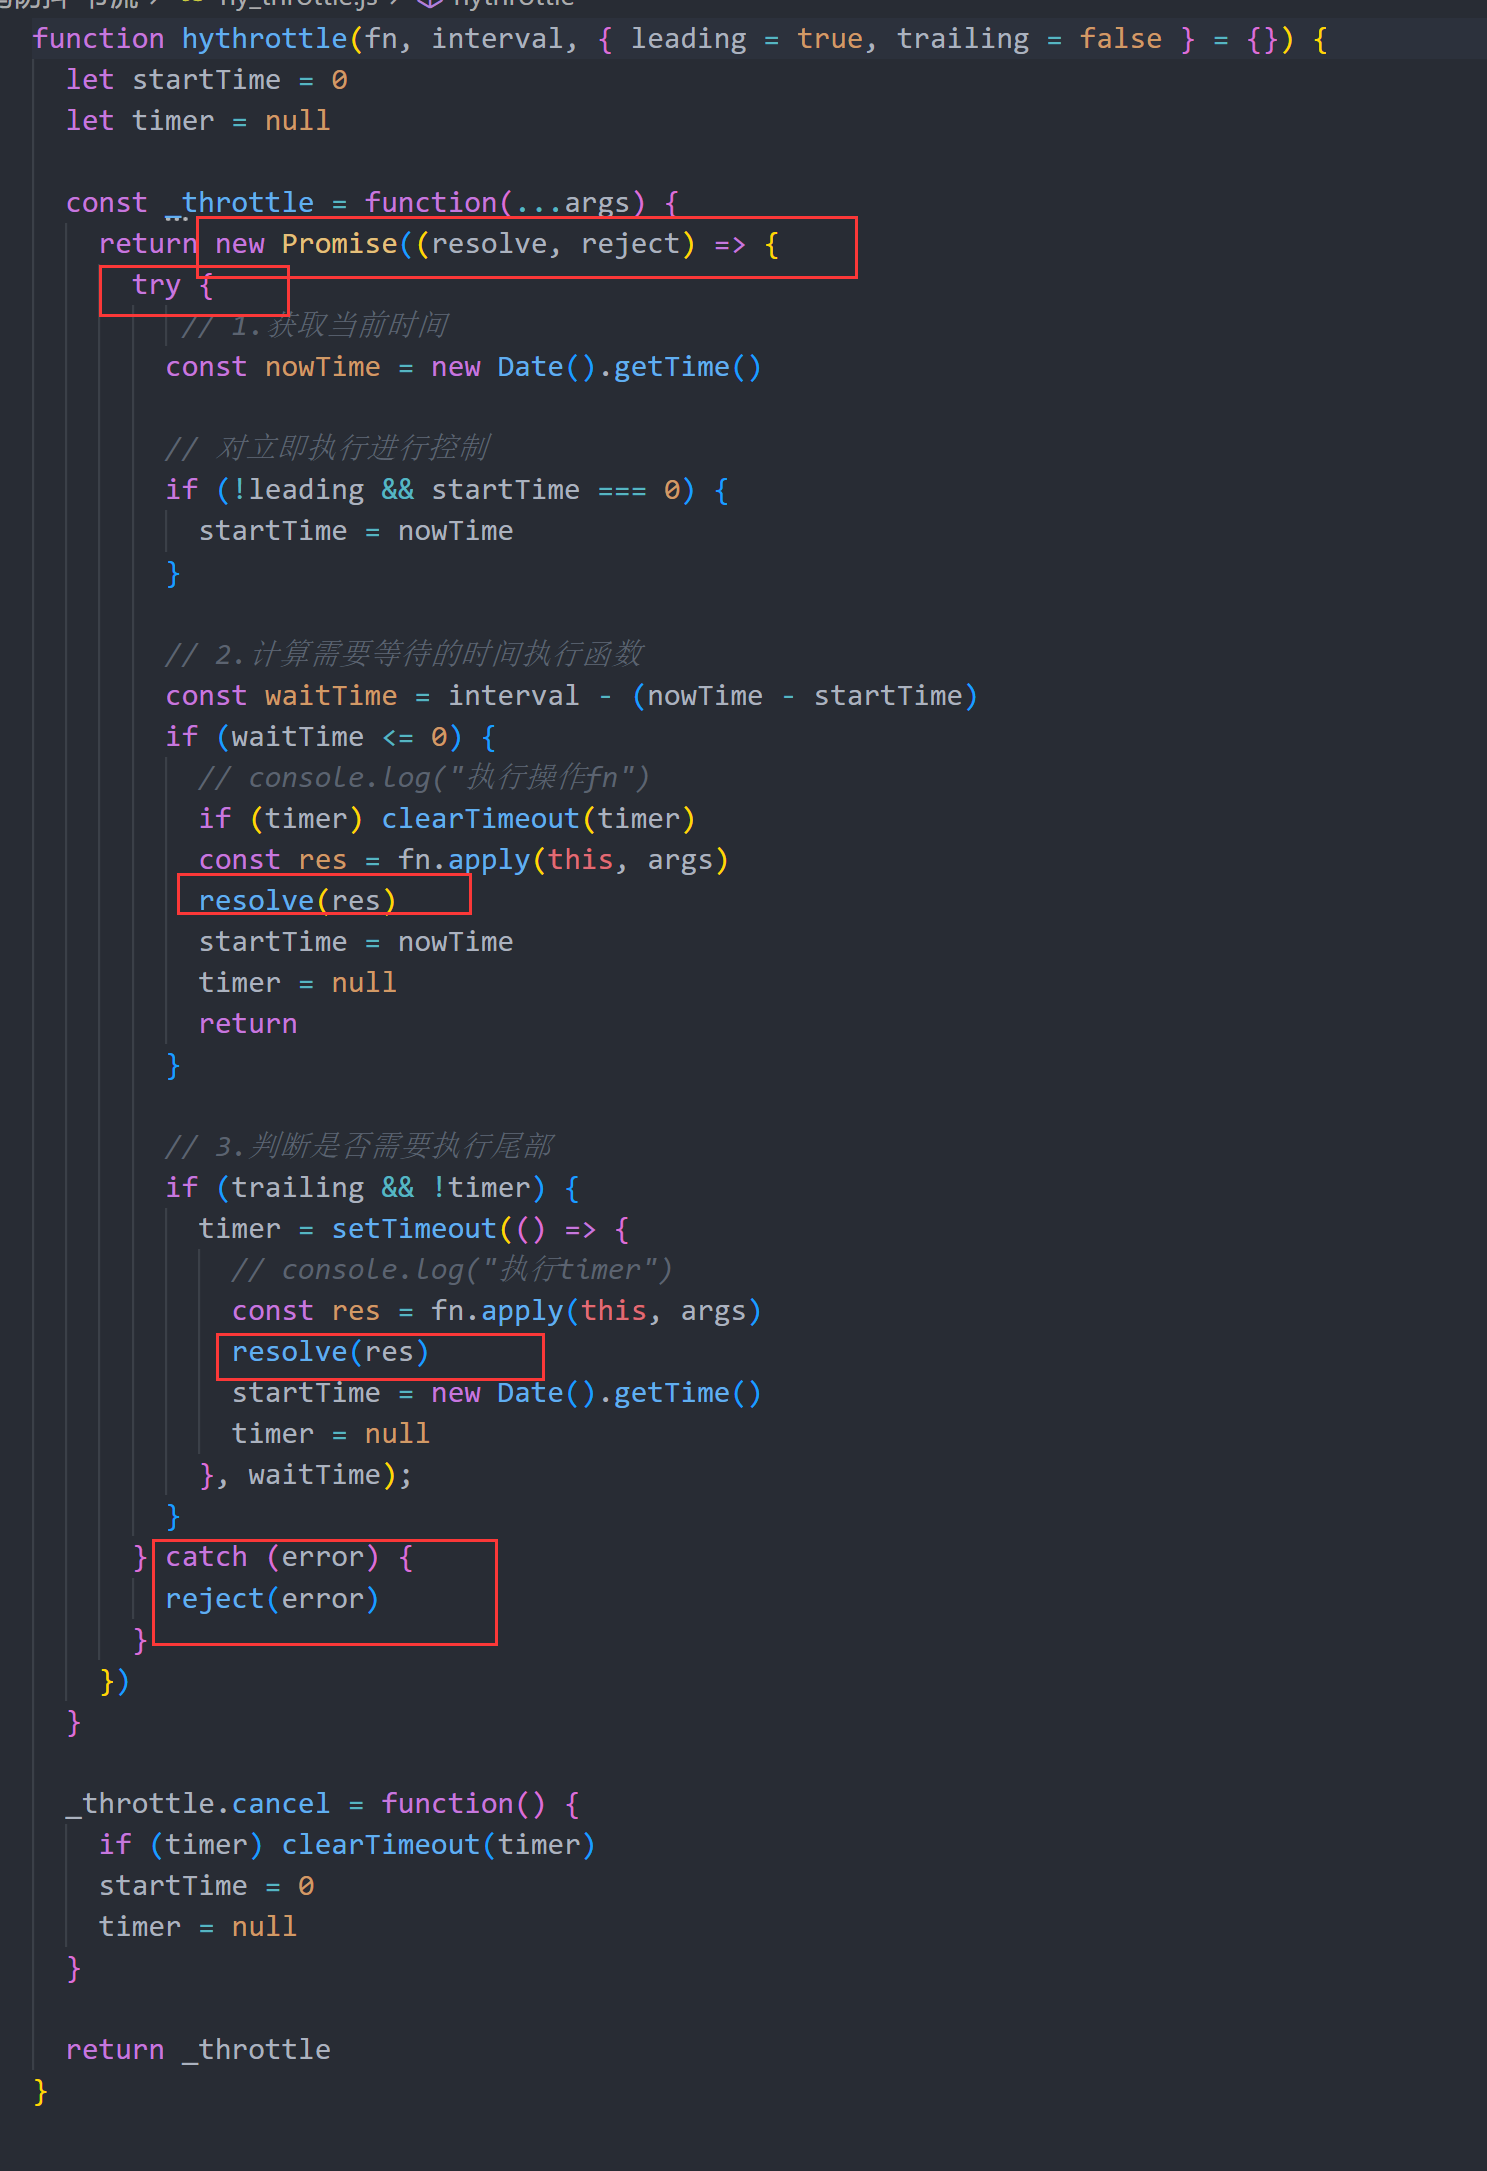 hy_throttle.js > hythrottle
function hythrottle(fn, interval, { leading = true, trailing = false } = {}) {
let startTime = 0
let timer = null
const _throttle = function(...args) {
return new Promise((resolve, reject) => {
try {
// 1.获取当前时间
const nowTime = new Date().getTime()
// 对立即执行进行控制
if (!leading && startTime === 0) {
startTime = nowTime
}
// 2.计算需要等待的时间执行函数
const waitTime = interval - (nowTime - startTime)
if (waitTime <= 0) {
// console.log("执行操作fn")
if (timer) clearTimeout(timer)
const res = fn.apply(this, args)
resolve(res)
startTime = nowTime
timer = null
return
}
// 3.判断是否需要执行尾部
if (trailing && !timer) {
timer = setTimeout(() => {
// console.log("执行timer")
const res = fn.apply(this, args)
resolve(res)
startTime = new Date().getTime()
timer = null
}, waitTime);
}
} catch (error) {
reject(error)
}
})
}
_throttle.cancel = function() {
if (timer) clearTimeout(timer)
startTime = 0
timer = null
}
return _throttle
}